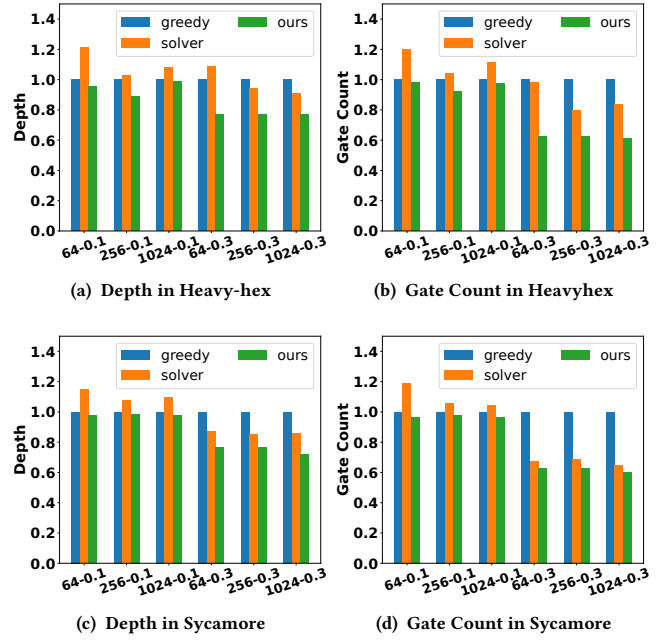 greedy
solver
ours
Depth
1.4
1.2
1.0
0.8
0.6
0.4
0.2
0.0
64-0.1
256-0.1
1024-0.1
64-0.3
256-0.3
1024-0.3
(a) Depth in Heavy-hex
greedy
solver
ours
Gate Count
1.4
1.2
1.0
0.8
0.6
0.4
0.2
0.0
64-0.1
256-0.1
1024-0.1
64-0.3
256-0.3
1024-0.3
(b) Gate Count in Heavyhex
greedy
solver
ours
Depth
1.4
1.2
1.0
0.8
0.6
0.4
0.2
0.0
64-0.1
256-0.1
1024-0.1
64-0.3
256-0.3
1024-0.3
(c) Depth in Sycamore
greedy
solver
ours
Gate Count
1.4
1.2
1.0
0.8
0.6
0.4
0.2
0.0
64-0.1
256-0.1
1024-0.1
64-0.3
256-0.3
1024-0.3
(d) Gate Count in Sycamore